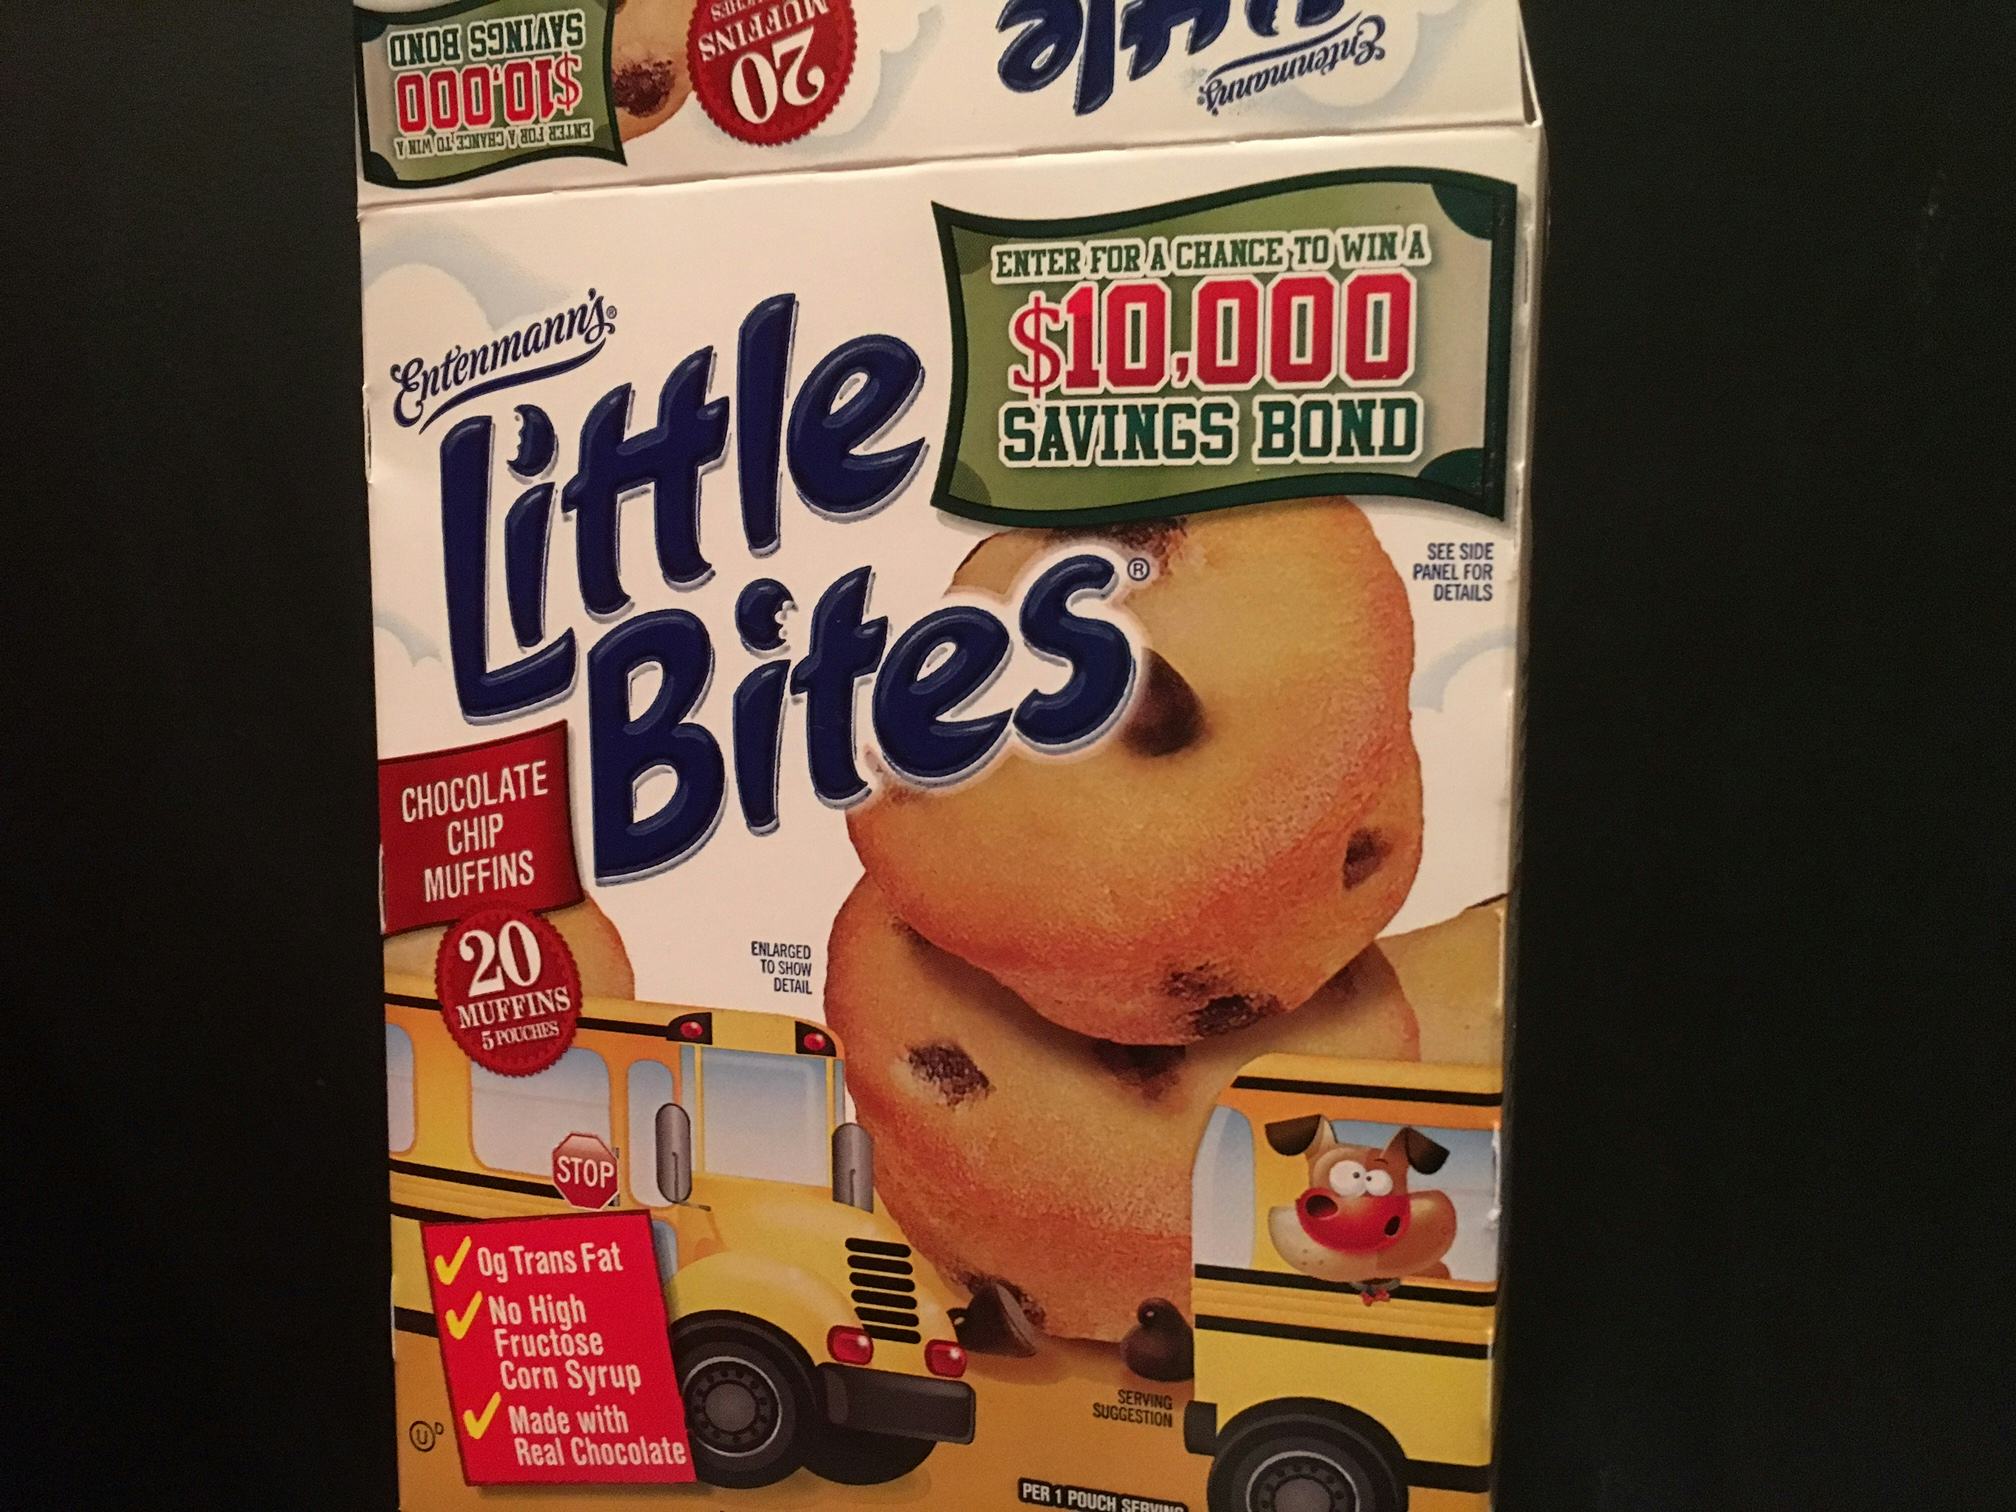 ENTER FOR A CHANCE TO WIN A
$10,000
SAVINGS BOND
20
MUFFINS
Entenmann's®
Little
Entenmann's®
Little
Bites®
ENTER FOR A CHANCE TO WIN A
$10,000
SAVINGS BOND
SEE SIDE
PANEL FOR
DETAILS
CHOCOLATE
CHIP
MUFFINS
20
MUFFINS
5 POUCHES
ENLARGED
TO SHOW
DETAIL
STOP
✓ 0g Trans Fat
✓ No High
Fructose
Corn Syrup
✓ Made with
Real Chocolate
U D
SERVING
SUGGESTION
PER 1 POUCH SERVING